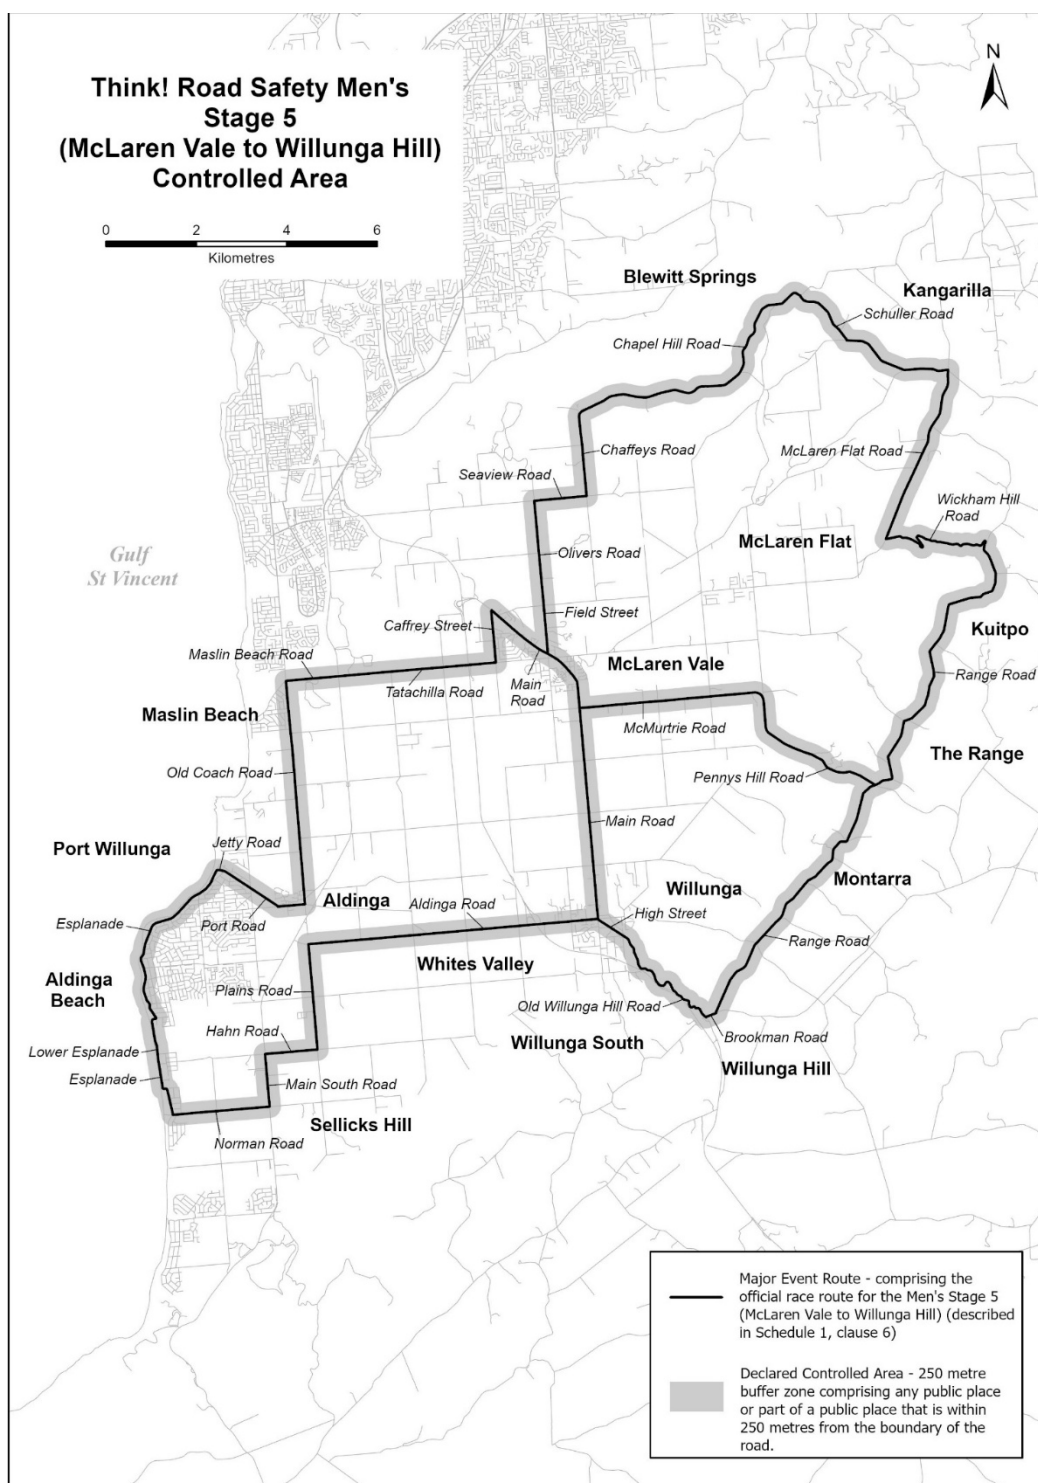 Think! Road Safety Men's
Stage 5
(McLaren Vale to Willunga Hill)
Controlled Area
0 2 4 6
Kilometres
N
Blewitt Springs
Kangarilla
Schuller Road
Chapel Hill Road
Chaffeys Road
McLaren Flat Road
Seaview Road
Wickham Hill
Road
Gulf
St Vincent
Olivers Road
McLaren Flat
Field Street
Caffrey Street
Kuitpo
Maslin Beach Road
McLaren Vale
Range Road
Tatachilla Road
Main
Road
Maslin Beach
McMurtrie Road
The Range
Old Coach Road
Pennys Hill Road
Main Road
Jetty Road
Port Willunga
Montarra
Willunga
Aldinga
Aldinga Road
High Street
Esplanade
Port Road
Range Road
Whites Valley
Aldinga
Beach
Plains Road
Old Willunga Hill Road
Hahn Road
Brookman Road
Willunga South
Lower Esplanade
Willunga Hill
Esplanade
Main South Road
Sellicks Hill
Norman Road
Major Event Route - comprising the
official race route for the Men's Stage 5
(McLaren Vale to Willunga Hill) (described
in Schedule 1, clause 6)
Declared Controlled Area - 250 metre
buffer zone comprising any public place
or part of a public place that is within
250 metres from the boundary of the
road.